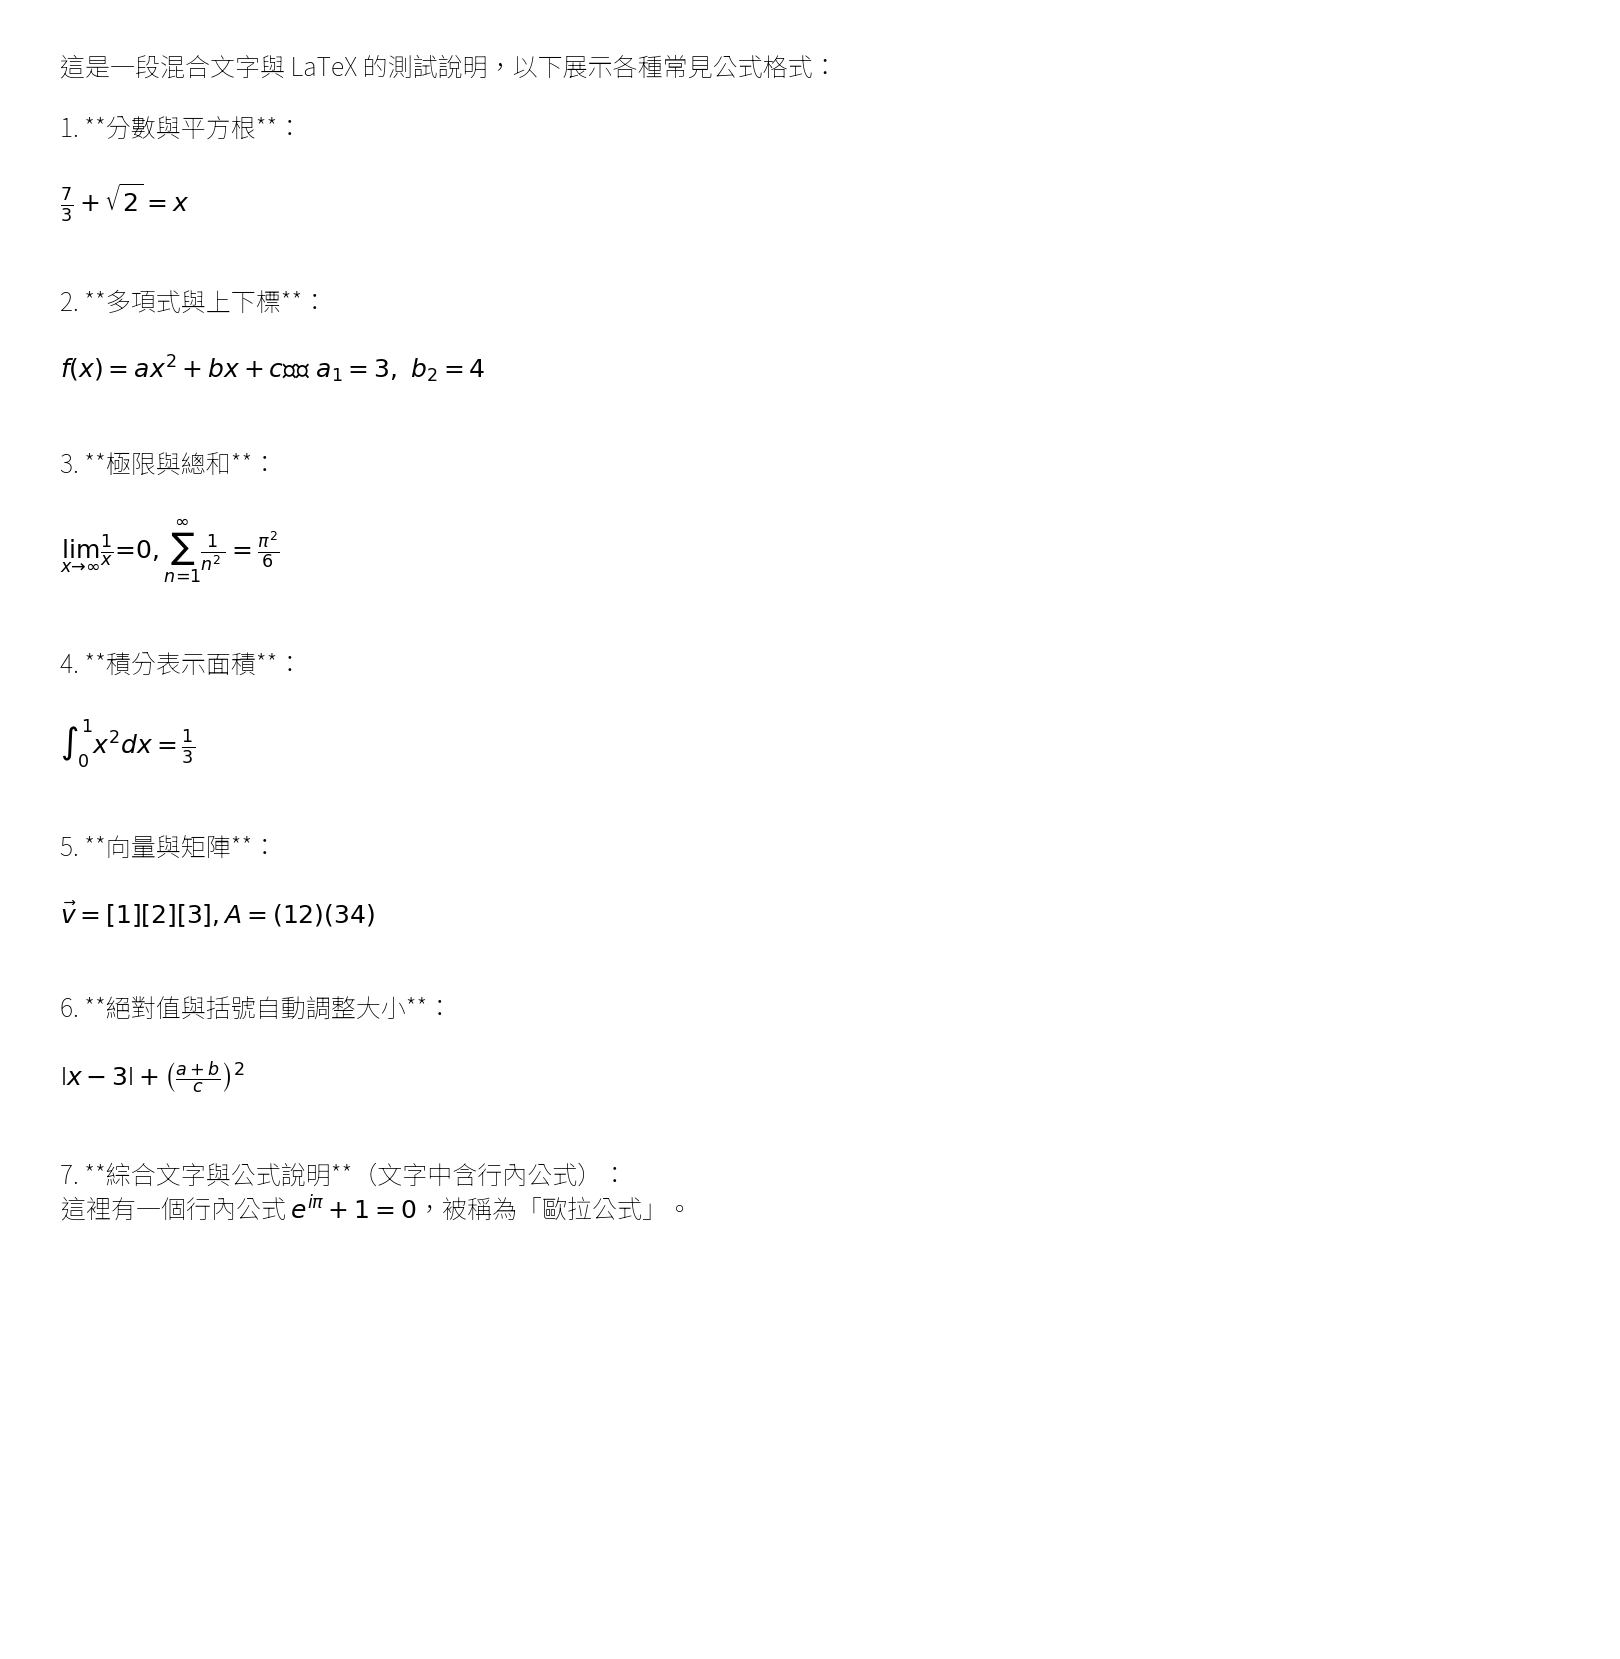 這是一段混合文字與 LaTeX 的測試說明，以下展示各種常見公式格式：
1. **分數與平方根**：
$\frac{7}{3} + \sqrt{2} = x$
2. **多項式與上下標**：
$f(x) = ax^2 + bx + c$ $a_1 = 3,\ b_2 = 4$
3. **極限與總和**：
$\lim_{x \to \infty} \frac{1}{x} = 0, \sum_{n=1}^{\infty} \frac{1}{n^2} = \frac{\pi^2}{6}$
4. **積分表示面積**：
$\int_0^1 x^2 dx = \frac{1}{3}$
5. **向量與矩陣**：
$\vec{v} = [1][2][3], A = (12)(34)$
6. **絕對值與括號自動調整大小**：
$|x - 3| + \left(\frac{a+b}{c}\right)^2$
7. **綜合文字與公式說明**（文字中含行內公式）：
這裡有一個行內公式 $e^{i\pi} + 1 = 0$，被稱為「歐拉公式」。